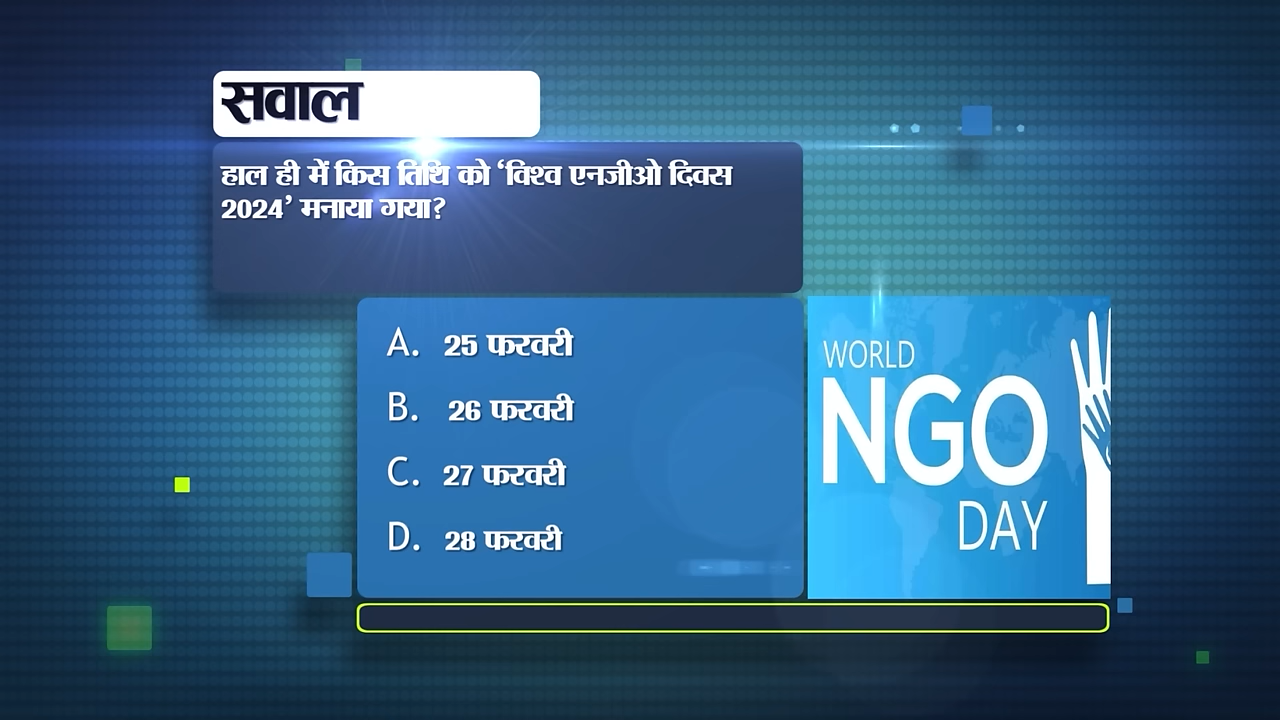 सवाल
हाल ही में किस तिथि को ‘विश्व एनजीओ दिवस
2024’ मनाया गया?
A. 25 फरवरी
B. 26 फरवरी
C. 27 फरवरी
D. 28 फरवरी
WORLD
NGO
DAY